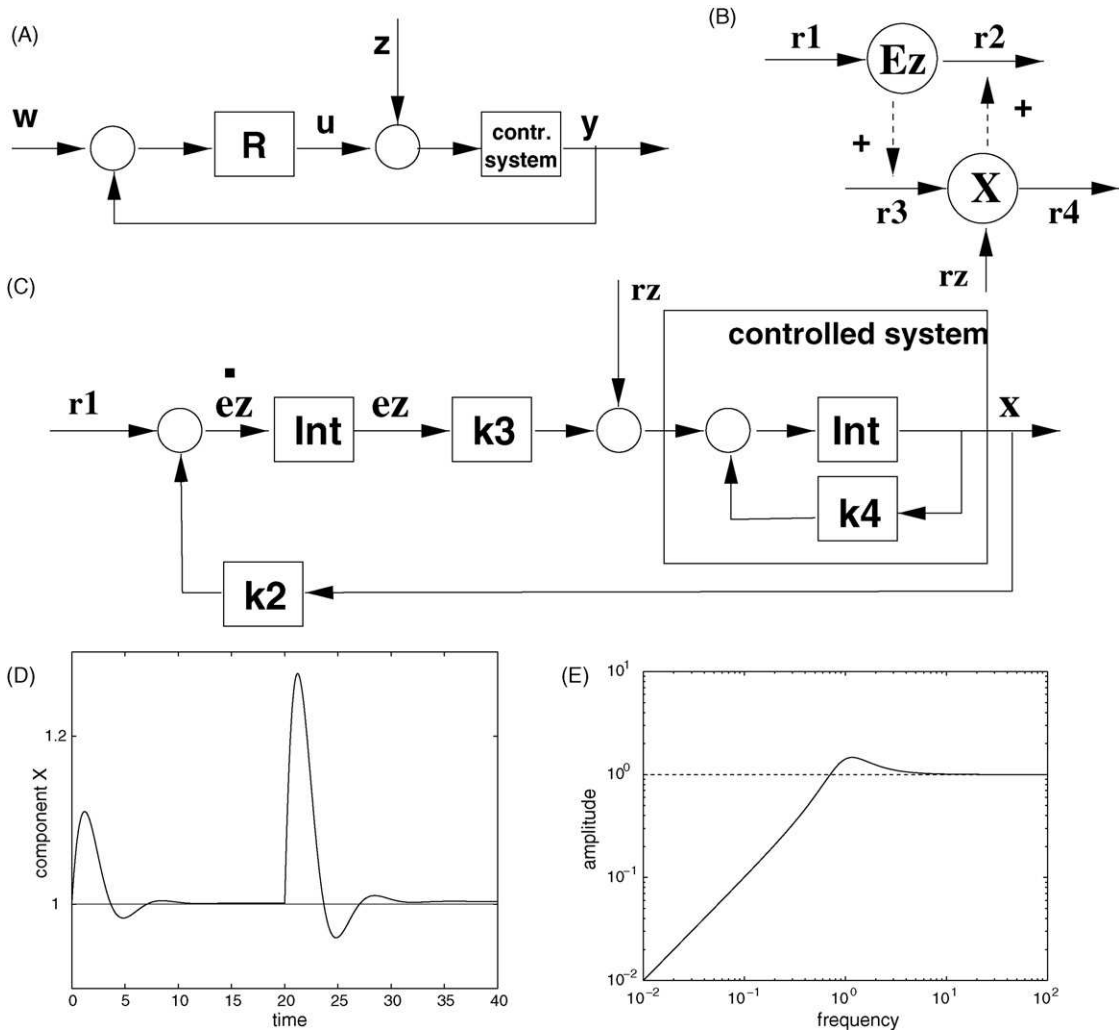 (A)
z
w
R
u
contr.
system
y
(B)
r1
Ez
r2
+
+
r3
X
r4
rz
(C)
rz
controlled system
r1
ėz
Int
ez
k3
Int
x
k4
k2
(D)
component X
1.2
1
0 5 10 15 20 25 30 35 40
time
(E)
amplitude
10¹
10⁰
10⁻¹
10⁻²
10⁻² 10⁻¹ 10⁰ 10¹ 10²
frequency